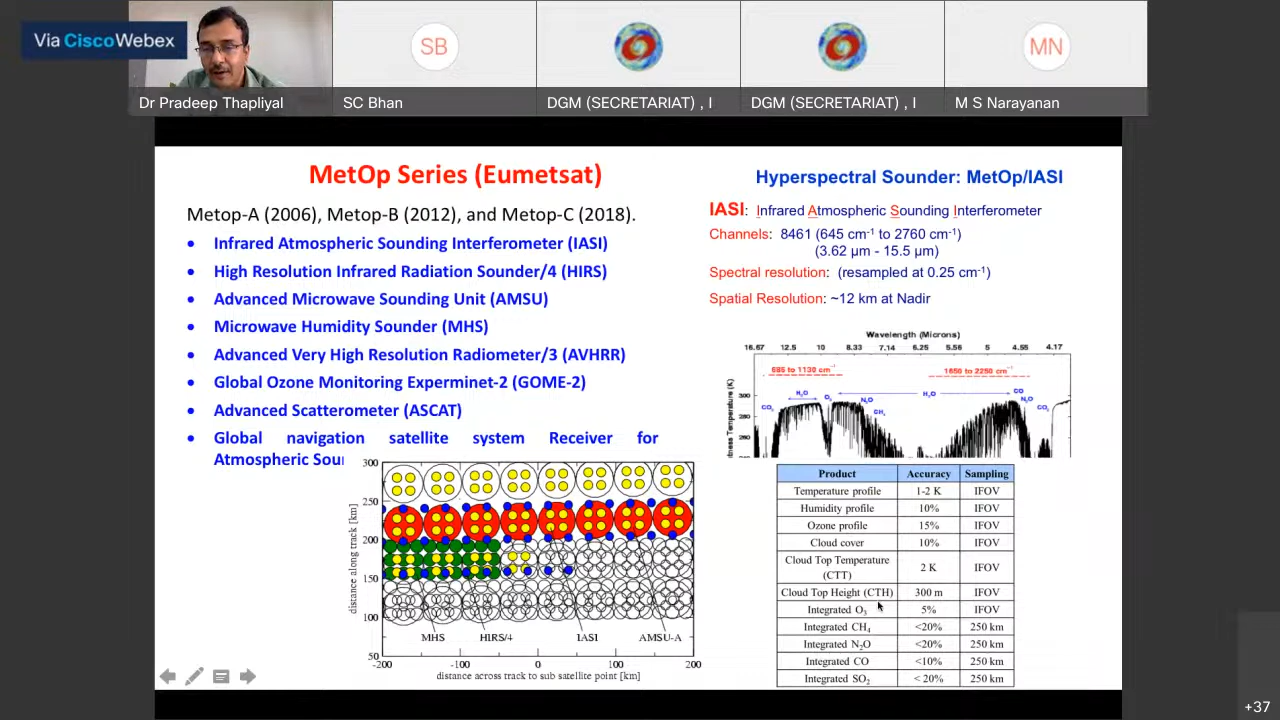 Via Cisco Webex
SB
MN
Dr Pradeep Thapliyal
SC Bhan
DGM (SECRETARIAT) , I
DGM (SECRETARIAT) , I
M S Narayanan
MetOp Series (Eumetsat)
Metop-A (2006), Metop-B (2012), and Metop-C (2018).
• Infrared Atmospheric Sounding Interferometer (IASI)
• High Resolution Infrared Radiation Sounder/4 (HIRS)
• Advanced Microwave Sounding Unit (AMSU)
• Microwave Humidity Sounder (MHS)
• Advanced Very High Resolution Radiometer/3 (AVHRR)
• Global Ozone Monitoring Experminet-2 (GOME-2)
• Advanced Scatterometer (ASCAT)
• Global navigation satellite system Receiver for
Atmospheric Sou
300
250
200
150
100
50
distance along track [km]
MHS HIRS/4 IASI AMSU-A
-200 -100 0 100 200
distance across track to sub satellite point [km]
Hyperspectral Sounder: MetOp/IASI
IASI: Infrared Atmospheric Sounding Interferometer
Channels: 8461 (645 cm-1 to 2760 cm-1)
(3.62 µm - 15.5 µm)
Spectral resolution: (resampled at 0.25 cm-1)
Spatial Resolution: ~12 km at Nadir
Wavelength (Microns)
16.67 12.5 10 8.33 7.14 6.25 5.56 5 4.55 4.17
1650 to 2250 cm-1
300
280
260
CO2 H2O O3 N2O CH4 H2O CO N2O CO2
Product Accuracy Sampling
Temperature profile 1-2 K IFOV
Humidity profile 10% IFOV
Ozone profile 15% IFOV
Cloud cover 10% IFOV
Cloud Top Temperature
(CTT) 2 K IFOV
Cloud Top Height (CTH) 300 m IFOV
Integrated O3 5% IFOV
Integrated CH4 <20% 250 km
Integrated N2O <20% 250 km
Integrated CO <10% 250 km
Integrated SO2 < 20% 250 km
+37